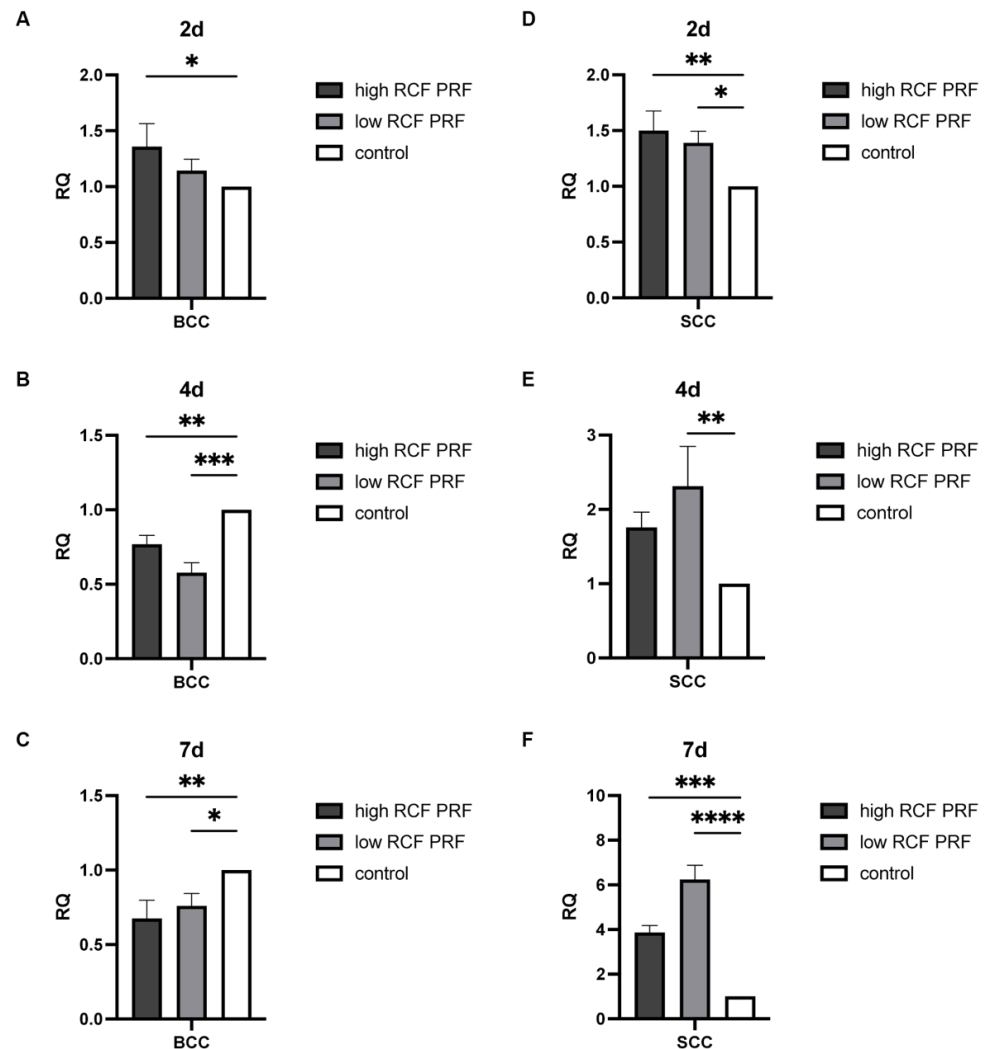 A
2d
*
2.0
1.5
1.0
0.5
0.0
RQ
BCC
high RCF PRF
low RCF PRF
control
D
2d
**
*
2.0
1.5
1.0
0.5
0.0
RQ
SCC
high RCF PRF
low RCF PRF
control
B
4d
**
***
1.5
1.0
0.5
0.0
RQ
BCC
high RCF PRF
low RCF PRF
control
E
4d
**
3
2
1
0
RQ
SCC
high RCF PRF
low RCF PRF
control
C
7d
**
*
1.5
1.0
0.5
0.0
RQ
BCC
high RCF PRF
low RCF PRF
control
F
7d
***
****
10
8
6
4
2
0
RQ
SCC
high RCF PRF
low RCF PRF
control